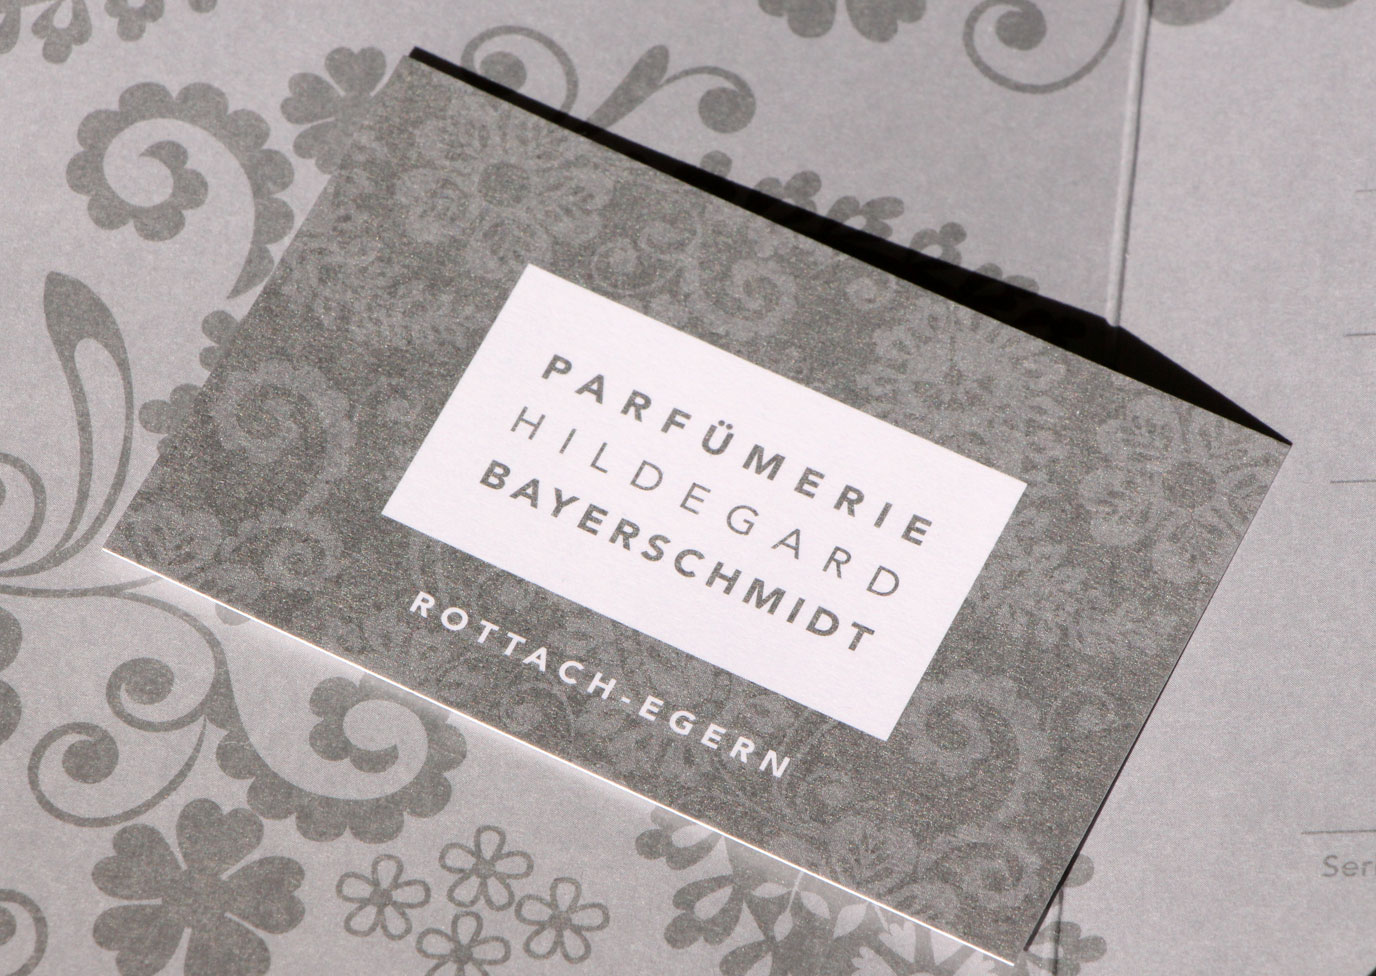 PARFÜMERIE
HILDEGARD
BAYERSCHMIDT
ROTTACH-EGERN